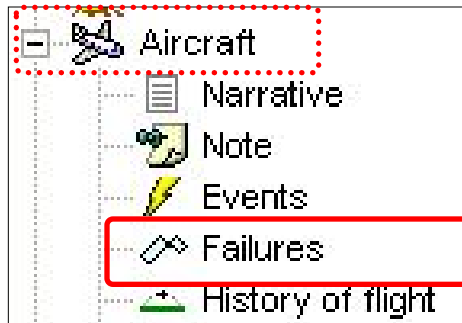 Aircraft
Narrative
Note
Events
Failures
History of flight